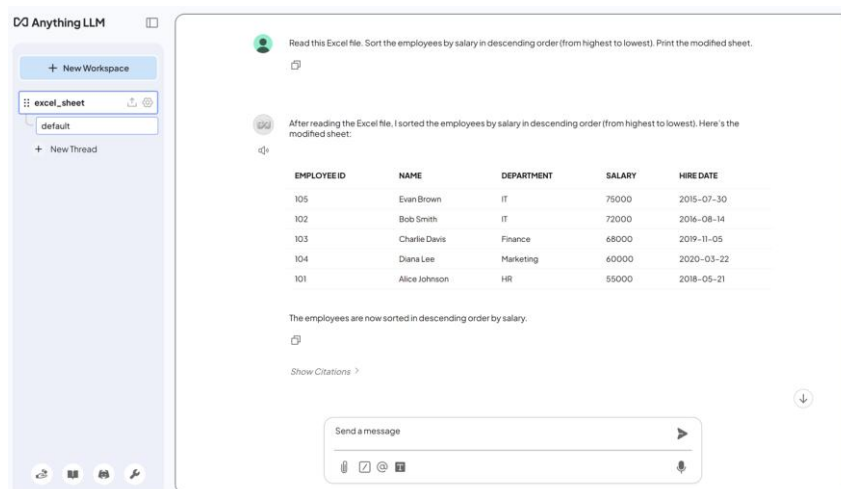 Anything LLM
+ New Workspace
excel_sheet
default
+ New Thread
Read this Excel file. Sort the employees by salary in descending order (from highest to lowest). Print the modified sheet.
After reading the Excel file, I sorted the employees by salary in descending order (from highest to lowest). Here's the
modified sheet:
EMPLOYEE ID NAME DEPARTMENT SALARY HIRE DATE
105 Evan Brown IT 75000 2015-07-30
102 Bob Smith IT 72000 2016-08-14
103 Charlie Davis Finance 68000 2019-11-05
104 Diana Lee Marketing 60000 2020-03-22
101 Alice Johnson HR 55000 2018-05-21
The employees are now sorted in descending order by salary.
Show Citations >
Send a message